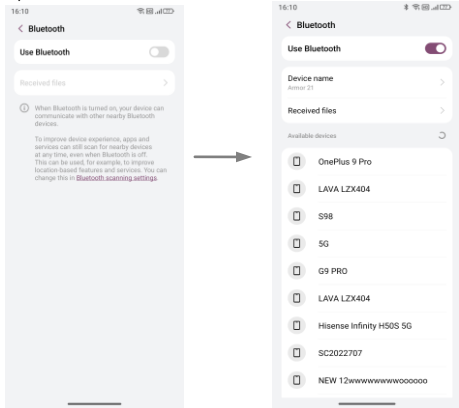 16:10
Bluetooth
Use Bluetooth
Received files
When Bluetooth is turned on, your device can
communicate with other nearby Bluetooth
devices.
To improve device experience, apps and
services can still scan for nearby devices
at any time, even when Bluetooth is off.
This can be used, for example, to improve
location-based features and services. You can
change this in Bluetooth scanning settings.
16:10
Bluetooth
Use Bluetooth
Device name
Armor 21
Received files
Available devices
OnePlus 9 Pro
LAVA LZX404
S98
5G
G9 PRO
LAVA LZX404
Hisense Infinity H50S 5G
SC2022707
NEW 12wwwwwwwwoooooo